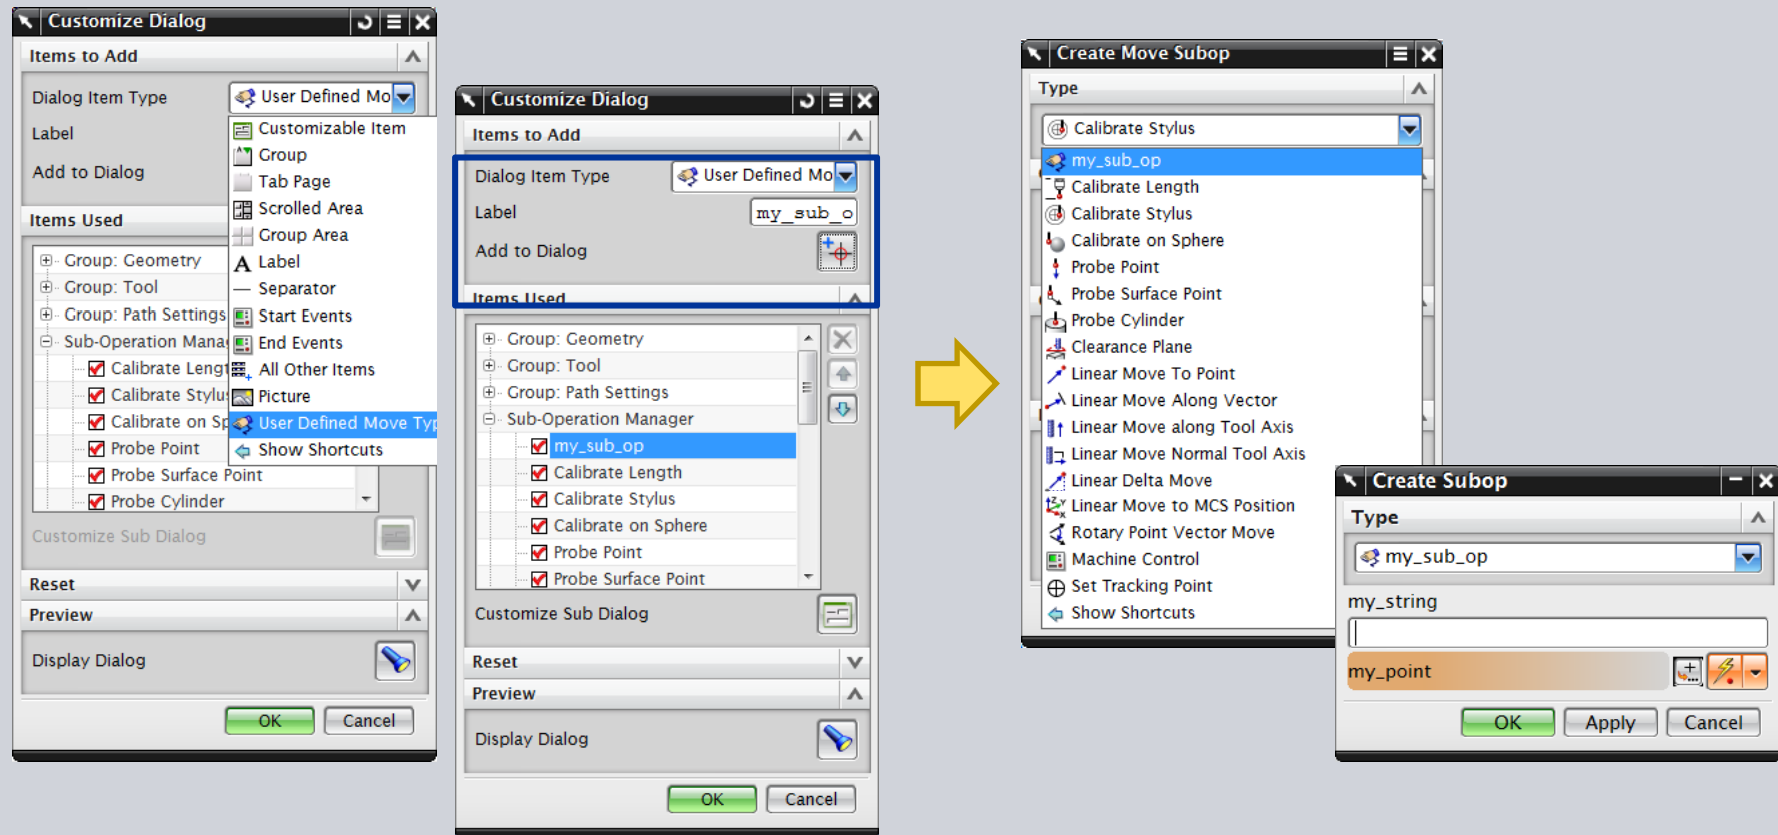 Customize Dialog
Items to Add
Dialog Item Type
User Defined Mo
Label
Add to Dialog
Customizable Item
Group
Tab Page
Scrolled Area
Group Area
Label
Separator
Start Events
End Events
All Other Items
Picture
User Defined Move Typ
Show Shortcuts
Items Used
Group: Geometry
Group: Tool
Group: Path Settings
Sub-Operation Mana
Calibrate Lengt
Calibrate Stylu
Calibrate on Sp
Probe Point
Probe Surface Point
Probe Cylinder
Customize Sub Dialog
Reset
Preview
Display Dialog
OK Cancel
Customize Dialog
Items to Add
Dialog Item Type
User Defined Mo
Label
my_sub_o
Add to Dialog
Items Used
Group: Geometry
Group: Tool
Group: Path Settings
Sub-Operation Manager
my_sub_op
Calibrate Length
Calibrate Stylus
Calibrate on Sphere
Probe Point
Probe Surface Point
Customize Sub Dialog
Reset
Preview
Display Dialog
OK Cancel
Create Move Subop
Type
Calibrate Stylus
my_sub_op
Calibrate Length
Calibrate Stylus
Calibrate on Sphere
Probe Point
Probe Surface Point
Probe Cylinder
Clearance Plane
Linear Move To Point
Linear Move Along Vector
Linear Move along Tool Axis
Linear Move Normal Tool Axis
Linear Delta Move
Linear Move to MCS Position
Rotary Point Vector Move
Machine Control
Set Tracking Point
Show Shortcuts
Create Subop
Type
my_sub_op
my_string
my_point
OK Apply Cancel